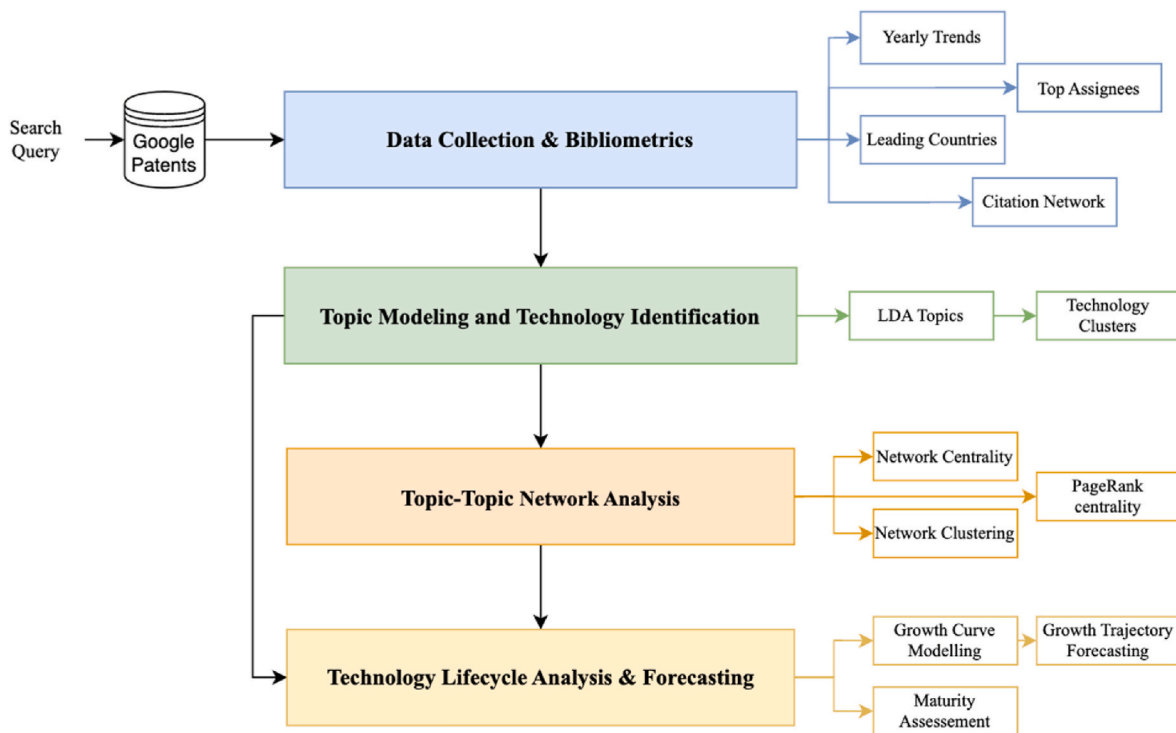 Yearly Trends
Top Assignees
Search
Query
Google
Patents
Data Collection & Bibliometrics
Leading Countries
Citation Network
Topic Modeling and Technology Identification
LDA Topics
Technology
Clusters
Network Centrality
Topic-Topic Network Analysis
PageRank
centrality
Network Clustering
Growth Curve
Modelling
Growth Trajectory
Forecasting
Technology Lifecycle Analysis & Forecasting
Maturity
Assessment